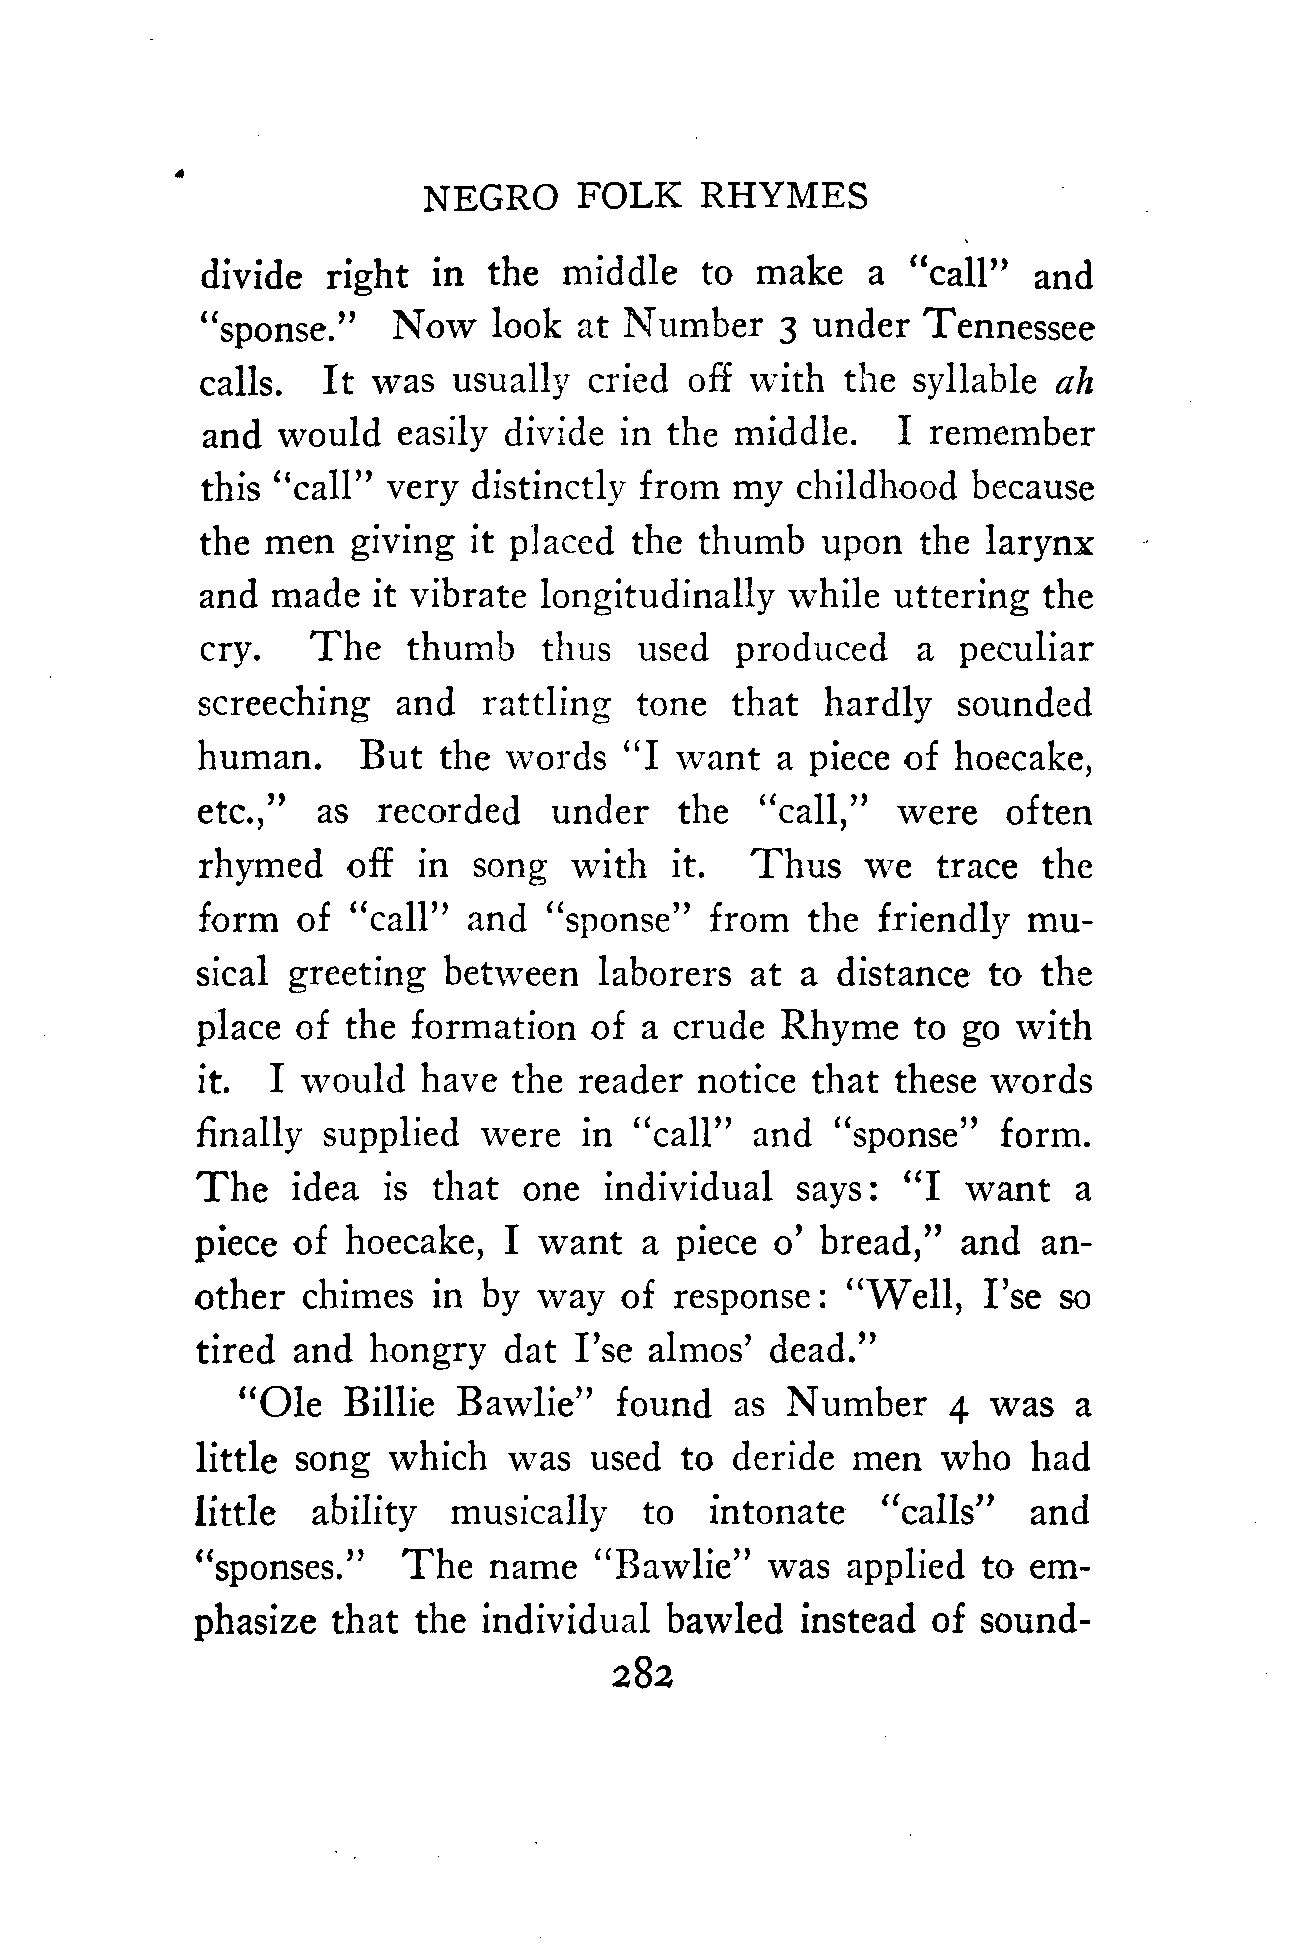 NEGRO FOLK RHYMES
divide right in the middle to make a "call" and
"sponse." Now look at Number 3 under Tennessee
calls. It was usually cried off with the syllable ah
and would easily divide in the middle. I remember
this "call" very distinctly from my childhood because
the men giving it placed the thumb upon the larynx
and made it vibrate longitudinally while uttering the
cry. The thumb thus used produced a peculiar
screeching and rattling tone that hardly sounded
human. But the words "I want a piece of hoecake,
etc.," as recorded under the "call," were often
rhymed off in song with it. Thus we trace the
form of "call" and "sponse" from the friendly mu-
sical greeting between laborers at a distance to the
place of the formation of a crude Rhyme to go with
it. I would have the reader notice that these words
finally supplied were in "call" and "sponse" form.
The idea is that one individual says: "I want a
piece of hoecake, I want a piece o' bread," and an-
other chimes in by way of response: "Well, I'se so
tired and hongry dat I'se almos' dead."
"Ole Billie Bawlie" found as Number 4 was a
little song which was used to deride men who had
little ability musically to intonate "calls" and
"sponses." The name "Bawlie" was applied to em-
phasize that the individual bawled instead of sound-
282